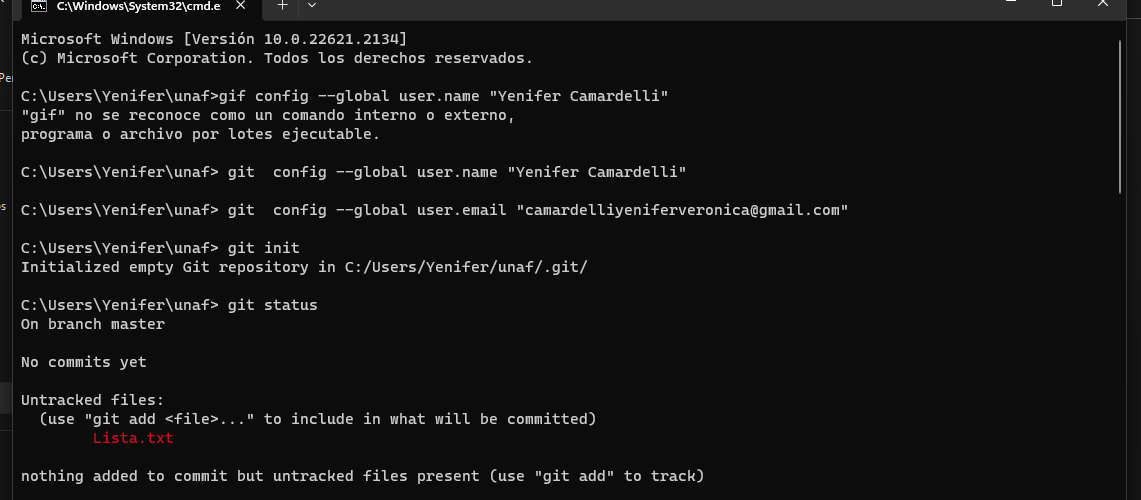 C:\Windows\System32\cmd.e
Microsoft Windows [Versión 10.0.22621.2134]
(c) Microsoft Corporation. Todos los derechos reservados.
C:\Users\Yenifer\unaf>gif config --global user.name "Yenifer Camardelli"
"gif" no se reconoce como un comando interno o externo,
programa o archivo por lotes ejecutable.
C:\Users\Yenifer\unaf> git  config --global user.name "Yenifer Camardelli"
C:\Users\Yenifer\unaf> git  config --global user.email "camardelliyeniferveronica@gmail.com"
C:\Users\Yenifer\unaf> git init
Initialized empty Git repository in C:/Users/Yenifer/unaf/.git/
C:\Users\Yenifer\unaf> git status
On branch master
No commits yet
Untracked files:
  (use "git add <file>..." to include in what will be committed)
        Lista.txt
nothing added to commit but untracked files present (use "git add" to track)